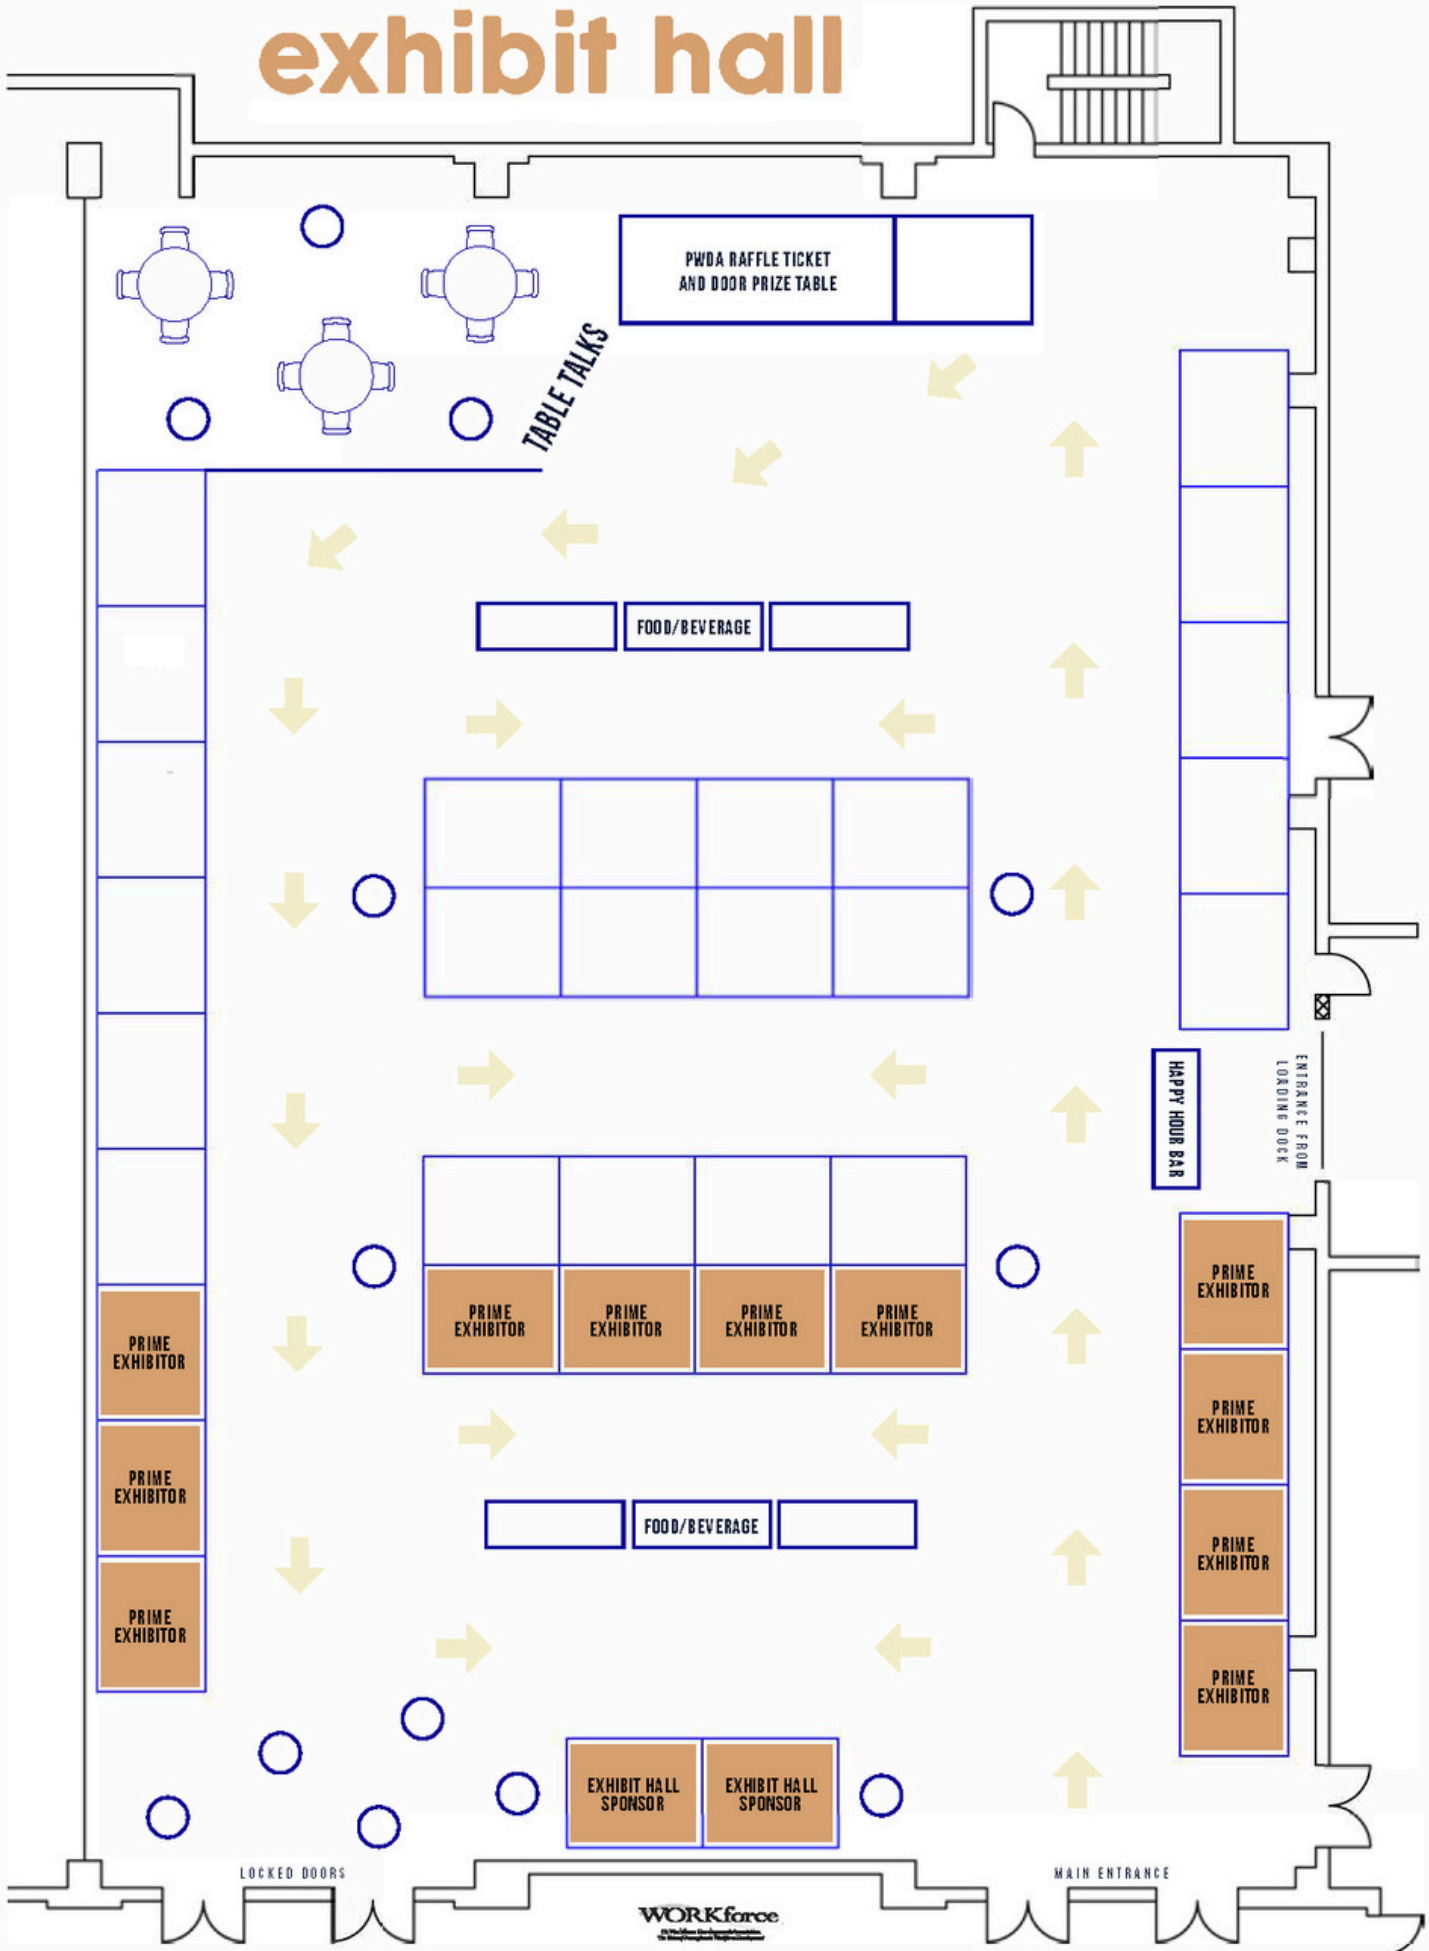 exhibit hall
PWDA RAFFLE TICKET
AND DOOR PRIZE TABLE
TABLE TALKS
FOOD/BEVERAGE
HAPPY HOUR BAR
ENTRANCE FROM
LOADING DOCK
PRIME
EXHIBITOR
PRIME
EXHIBITOR
PRIME
EXHIBITOR
PRIME
EXHIBITOR
PRIME
EXHIBITOR
PRIME
EXHIBITOR
PRIME
EXHIBITOR
PRIME
EXHIBITOR
PRIME
EXHIBITOR
PRIME
EXHIBITOR
FOOD/BEVERAGE
PRIME
EXHIBITOR
EXHIBIT HALL
SPONSOR
EXHIBIT HALL
SPONSOR
LOCKED DOORS
MAIN ENTRANCE
WORKforce